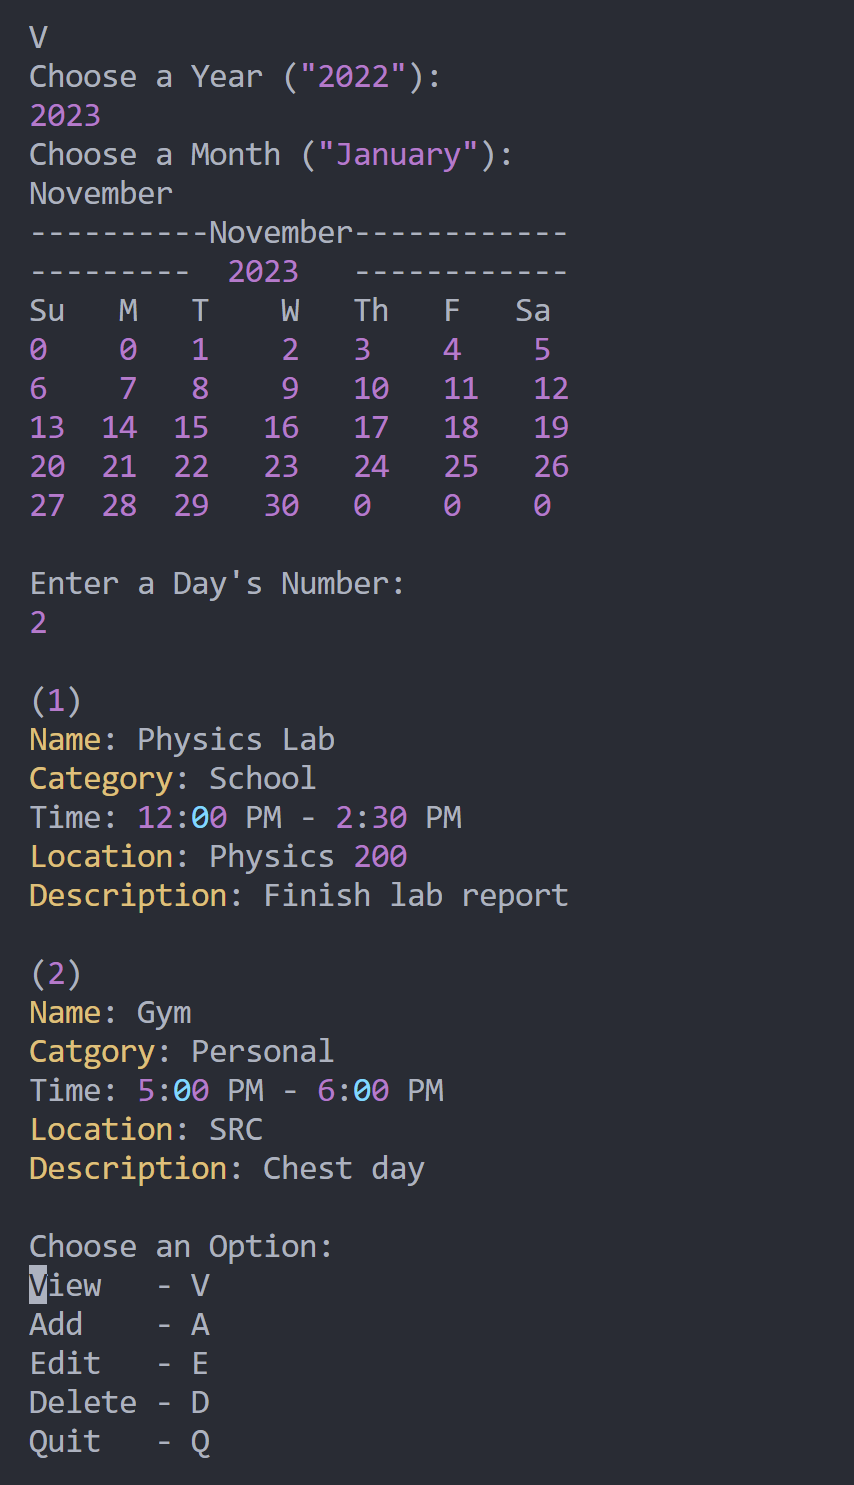 V
Choose a Year ("2022"):
2023
Choose a Month ("January"):
November
----------November------------
---------  2023   ------------
Su   M   T    W   Th   F   Sa
0    0   1    2   3    4    5
6    7   8    9   10   11   12
13  14  15   16   17   18   19
20  21  22   23   24   25   26
27  28  29   30   0    0    0
Enter a Day's Number:
2
(1)
Name: Physics Lab
Category: School
Time: 12:00 PM - 2:30 PM
Location: Physics 200
Description: Finish lab report
(2)
Name: Gym
Catgory: Personal
Time: 5:00 PM - 6:00 PM
Location: SRC
Description: Chest day
Choose an Option:
View   - V
Add    - A
Edit   - E
Delete - D
Quit   - Q